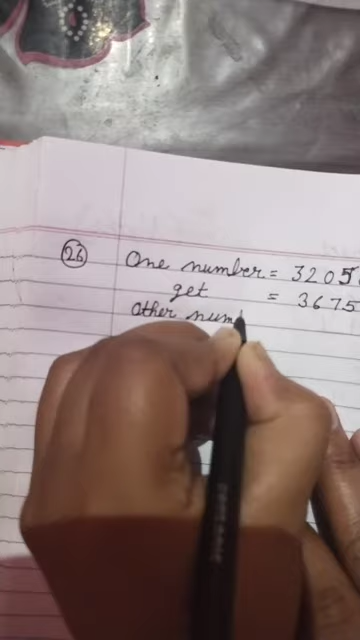 26 One number = 3205
get = 3675
Other num